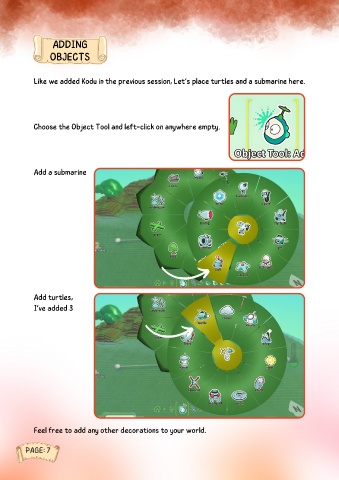 ADDING
OBJECTS
Like we added Kodu in the previous session, Let's place turtles and a submarine here.
Choose the Object Tool and left-click on anywhere empty.
Object Tool: Ac
Add a submarine
Add turtles,
I've added 3
Feel free to add any other decorations to your world.
PAGE: 7